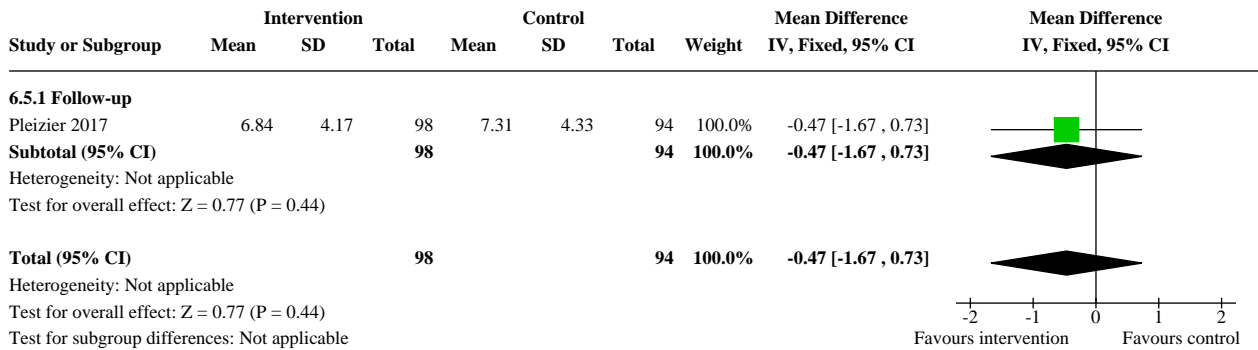 Intervention Control Mean Difference Mean Difference
Study or Subgroup Mean SD Total Mean SD Total Weight IV, Fixed, 95% CI IV, Fixed, 95% CI
6.5.1 Follow-up
Pleizier 2017 6.84 4.17 98 7.31 4.33 94 100.0% -0.47 [-1.67 , 0.73]
Subtotal (95% CI) 98 94 100.0% -0.47 [-1.67 , 0.73]
Heterogeneity: Not applicable
Test for overall effect: Z = 0.77 (P = 0.44)
Total (95% CI) 98 94 100.0% -0.47 [-1.67 , 0.73]
Heterogeneity: Not applicable
Test for overall effect: Z = 0.77 (P = 0.44)
-2 -1 0 1 2
Test for subgroup differences: Not applicable Favours intervention Favours control